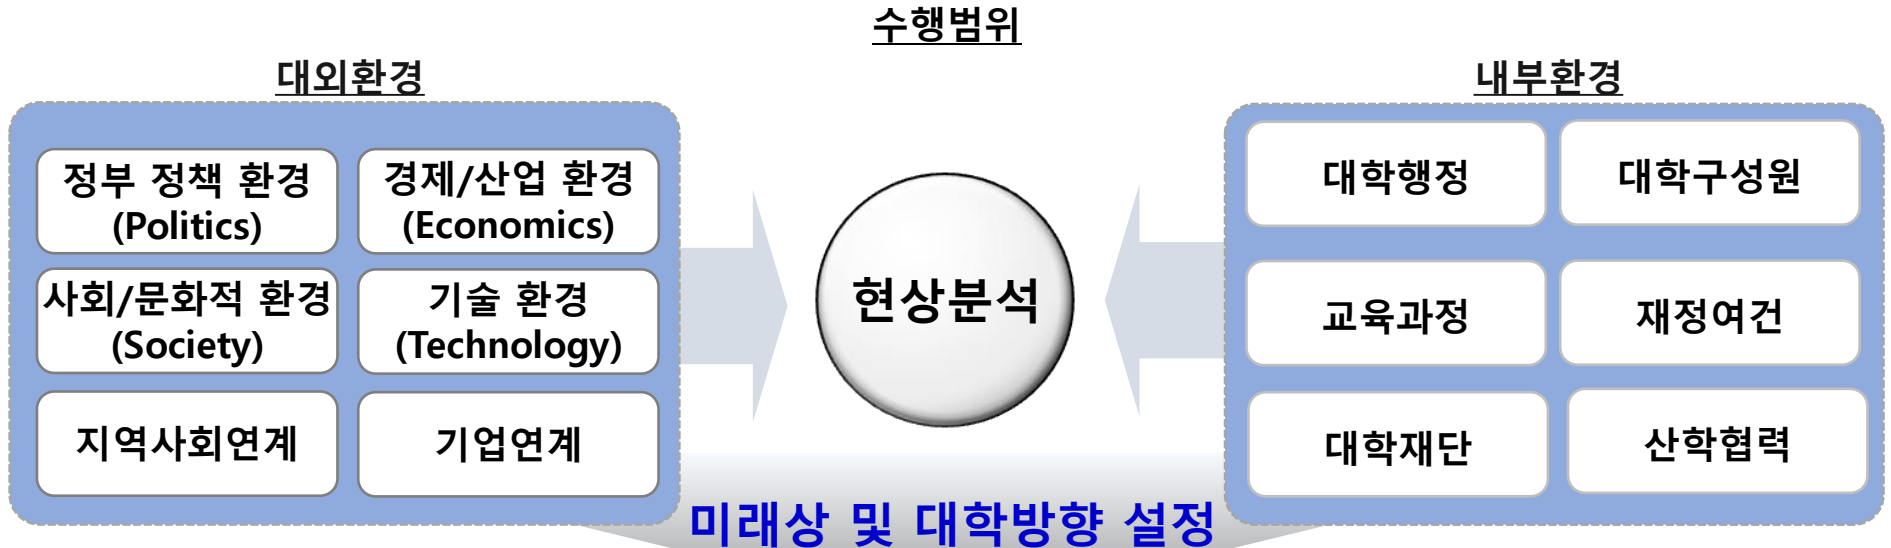 수행범위
대외환경
정부 정책 환경
(Politics)
경제/산업 환경
(Economics)
사회/문화적 환경
(Society)
기술 환경
(Technology)
지역사회연계
기업연계
현상분석
내부환경
대학행정
대학구성원
교육과정
재정여건
대학재단
산학협력
미래상 및 대학방향 설정